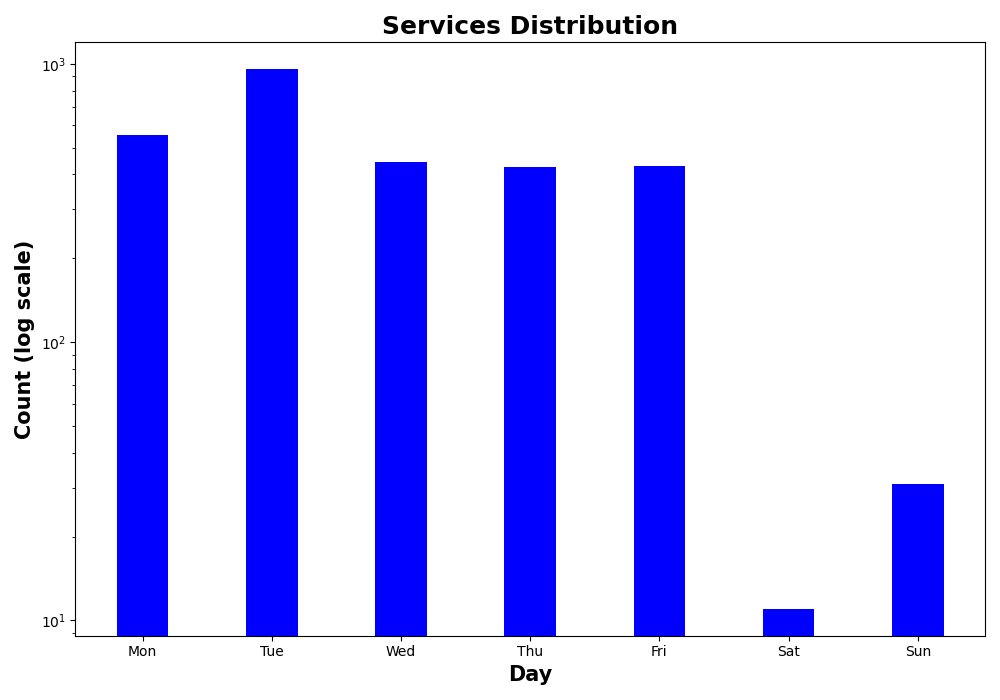 Services Distribution
Count (log scale)
10³
10²
10¹
Mon Tue Wed Thu Fri Sat Sun
Day